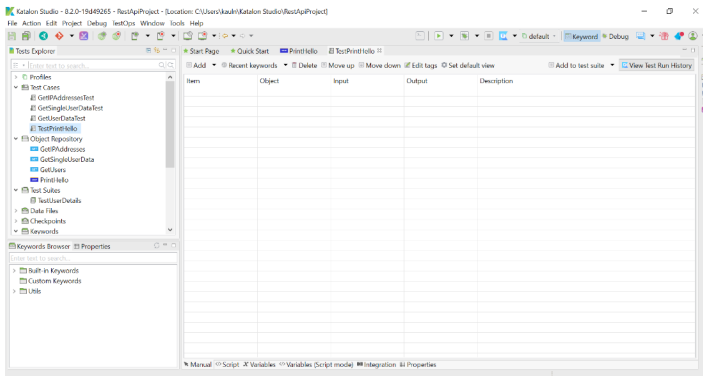 Katalon Studio - 8.2.0-19d49265 - RestApiProject - [Location: C:\Users\kauln\Katalon Studio\RestApiProject]
File Action Edit Project Debug TestOps Window Tools Help
default Keyword Debug
Tests Explorer
Start Page Quick Start PrintHello TestPrintHello
Enter text to search...
Add Recent keywords Delete Move up Move down Edit tags Set default view Add to test suite View Test Run History
Item Object Input Output Description
Profiles
Test Cases
GetIPAddressesTest
GetSingleUserDataTest
GetUserDataTest
TestPrintHello
Object Repository
GetIPAddresses
GetSingleUserData
GetUsers
PrintHello
Test Suites
TestUserDetails
Data Files
Checkpoints
Keywords
Keywords Browser Properties
Enter text to search...
Built-in Keywords
Custom Keywords
Utils
Manual Script Variables Variables (Script mode) Integration Properties